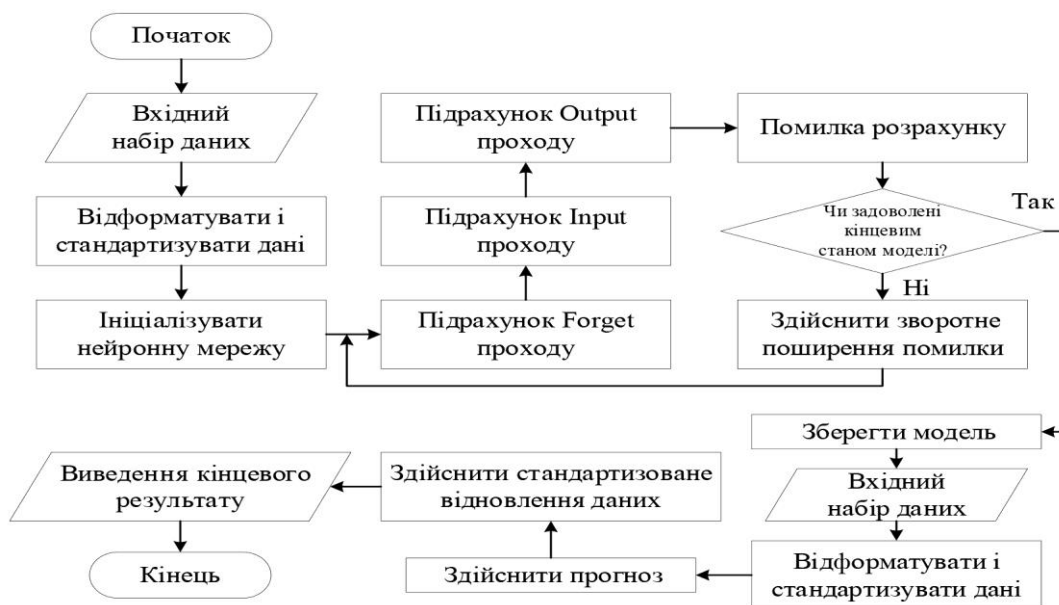 Початок
Вхідний
набір даних
Відформатувати і
стандартизувати дані
Ініціалізувати
нейронну мережу
Підрахунок Forget
проходу
Підрахунок Input
проходу
Підрахунок Output
проходу
Помилка розрахунку
Чи задоволені
кінцевим
станом моделі?
Так
Ні
Здійснити зворотне
поширення помилки
Зберегти модель
Вхідний
набір даних
Відформатувати і
стандартизувати дані
Здійснити прогноз
Здійснити стандартизоване
відновлення даних
Виведення кінцевого
результату
Кінець